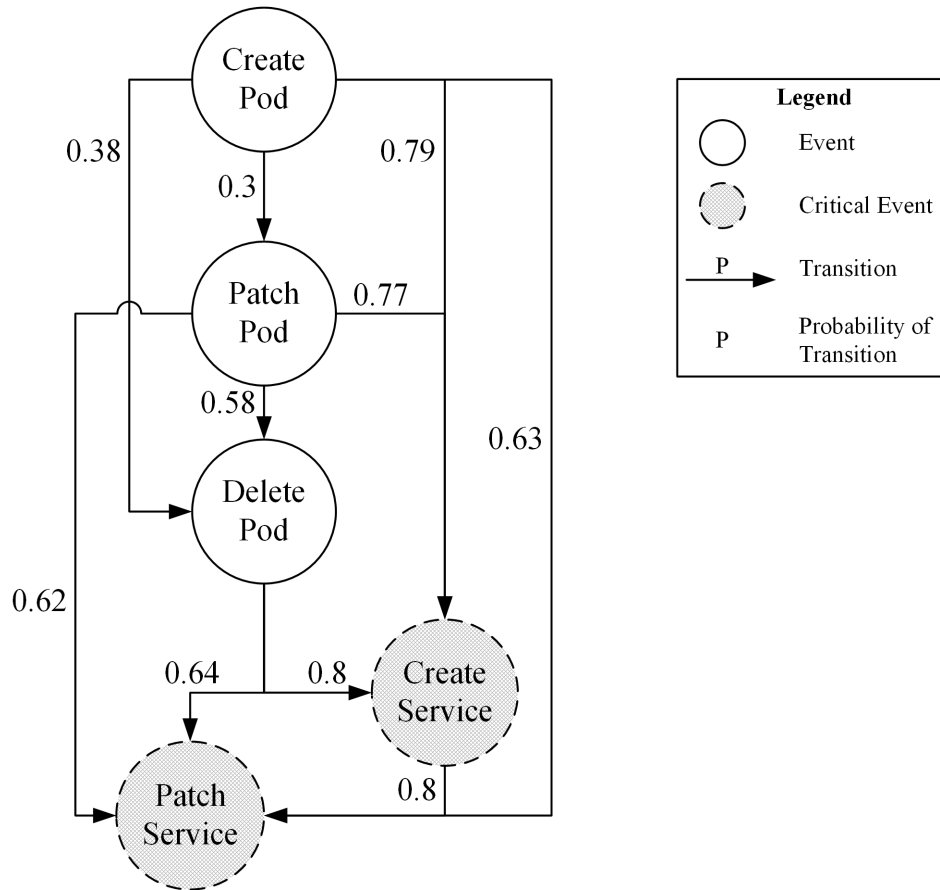 Create
Pod
0.38
0.3
0.79
Patch
Pod
0.77
0.58
0.63
Delete
Pod
0.62
0.64
0.8
Create
Service
0.8
Patch
Service
Legend
Event
Critical Event
P
Transition
P
Probability of
Transition